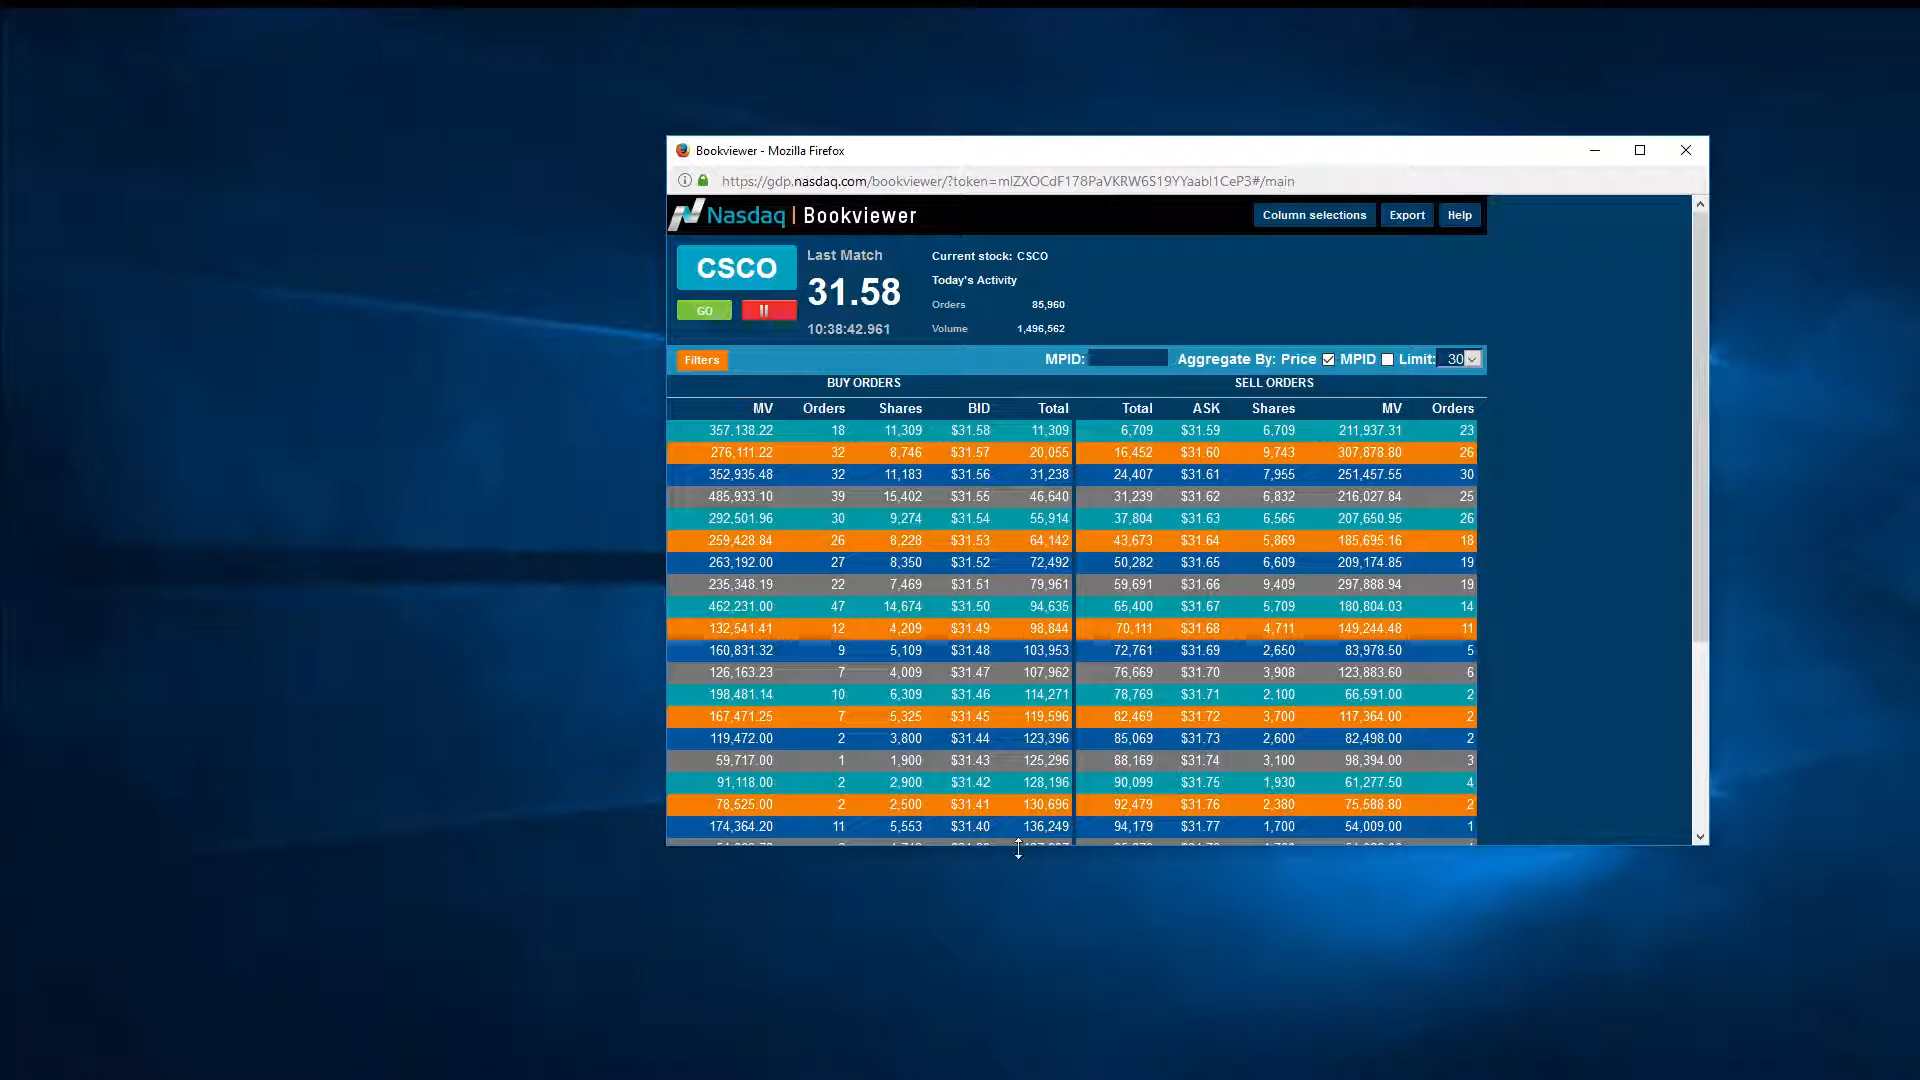 Bookviewer - Mozilla Firefox
https://gdp.nasdaq.com/bookviewer/?token=mlZXOCdF178PaVKRW6S19YYaabl1CeP3#/main
Nasdaq | Bookviewer Column selections Export Help
CSCO Last Match Current stock: CSCO
31.58 Today's Activity
GO Orders 85,960
10:38:42.961 Volume 1,496,562
Filters MPID: Aggregate By: Price MPID Limit: 30
BUY ORDERS SELL ORDERS
MV Orders Shares BID Total Total ASK Shares MV Orders
357,138.22 18 11,309 $31.58 11,309 6,709 $31.59 6,709 211,937.31 23
276,111.22 32 8,746 $31.57 20,055 16,452 $31.60 9,743 307,878.80 26
352,935.48 32 11,183 $31.56 31,238 24,407 $31.61 7,955 251,457.55 30
485,933.10 39 15,402 $31.55 46,640 31,239 $31.62 6,832 216,027.84 25
292,501.96 30 9,274 $31.54 55,914 37,804 $31.63 6,565 207,650.95 26
259,428.84 26 8,228 $31.53 64,142 43,673 $31.64 5,869 185,695.16 18
263,192.00 27 8,350 $31.52 72,492 50,282 $31.65 6,609 209,174.85 19
235,348.19 22 7,469 $31.51 79,961 59,691 $31.66 9,409 297,888.94 19
462,231.00 47 14,674 $31.50 94,635 65,400 $31.67 5,709 180,804.03 14
132,541.41 12 4,209 $31.49 98,844 70,111 $31.68 4,711 149,244.48 11
160,831.32 9 5,109 $31.48 103,953 72,761 $31.69 2,650 83,978.50 5
126,163.23 7 4,009 $31.47 107,962 76,669 $31.70 3,908 123,883.60 6
198,481.14 10 6,309 $31.46 114,271 78,769 $31.71 2,100 66,591.00 2
167,471.25 7 5,325 $31.45 119,596 82,469 $31.72 3,700 117,364.00 2
119,472.00 2 3,800 $31.44 123,396 85,069 $31.73 2,600 82,498.00 2
59,717.00 1 1,900 $31.43 125,296 88,169 $31.74 3,100 98,394.00 3
91,118.00 2 2,900 $31.42 128,196 90,099 $31.75 1,930 61,277.50 4
78,525.00 2 2,500 $31.41 130,696 92,479 $31.76 2,380 75,588.80 2
174,364.20 11 5,553 $31.40 136,249 94,179 $31.77 1,700 54,009.00 1